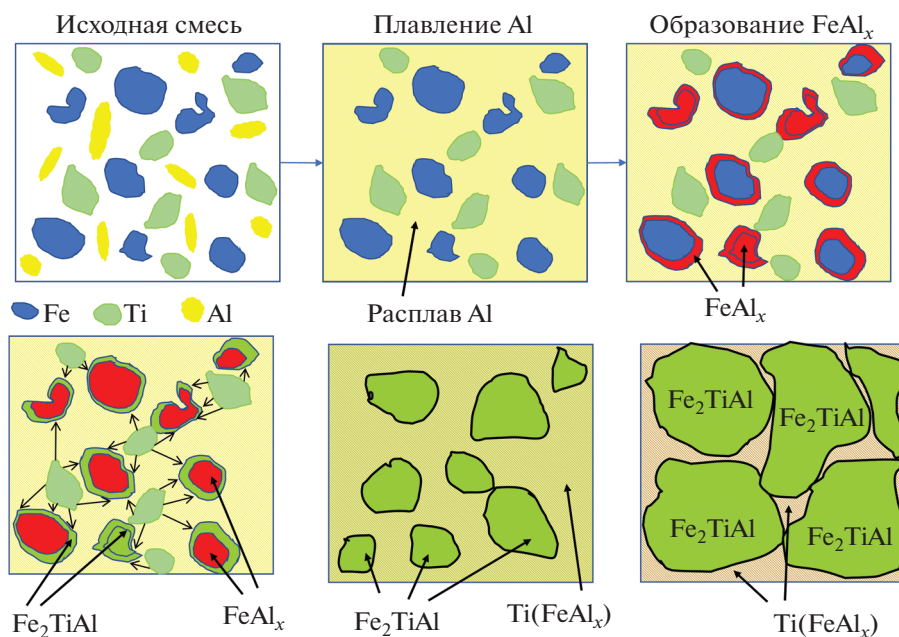 Исходная смесь
Плавление Al
Образование FeAlₓ
Fe
Ti
Al
Расплав Al
FeAlₓ
Fe₂TiAl
Fe₂TiAl
Fe₂TiAl
Fe₂TiAl
Fe₂TiAl
FeAlₓ
Fe₂TiAl
Ti(FeAlₓ)
Ti(FeAlₓ)